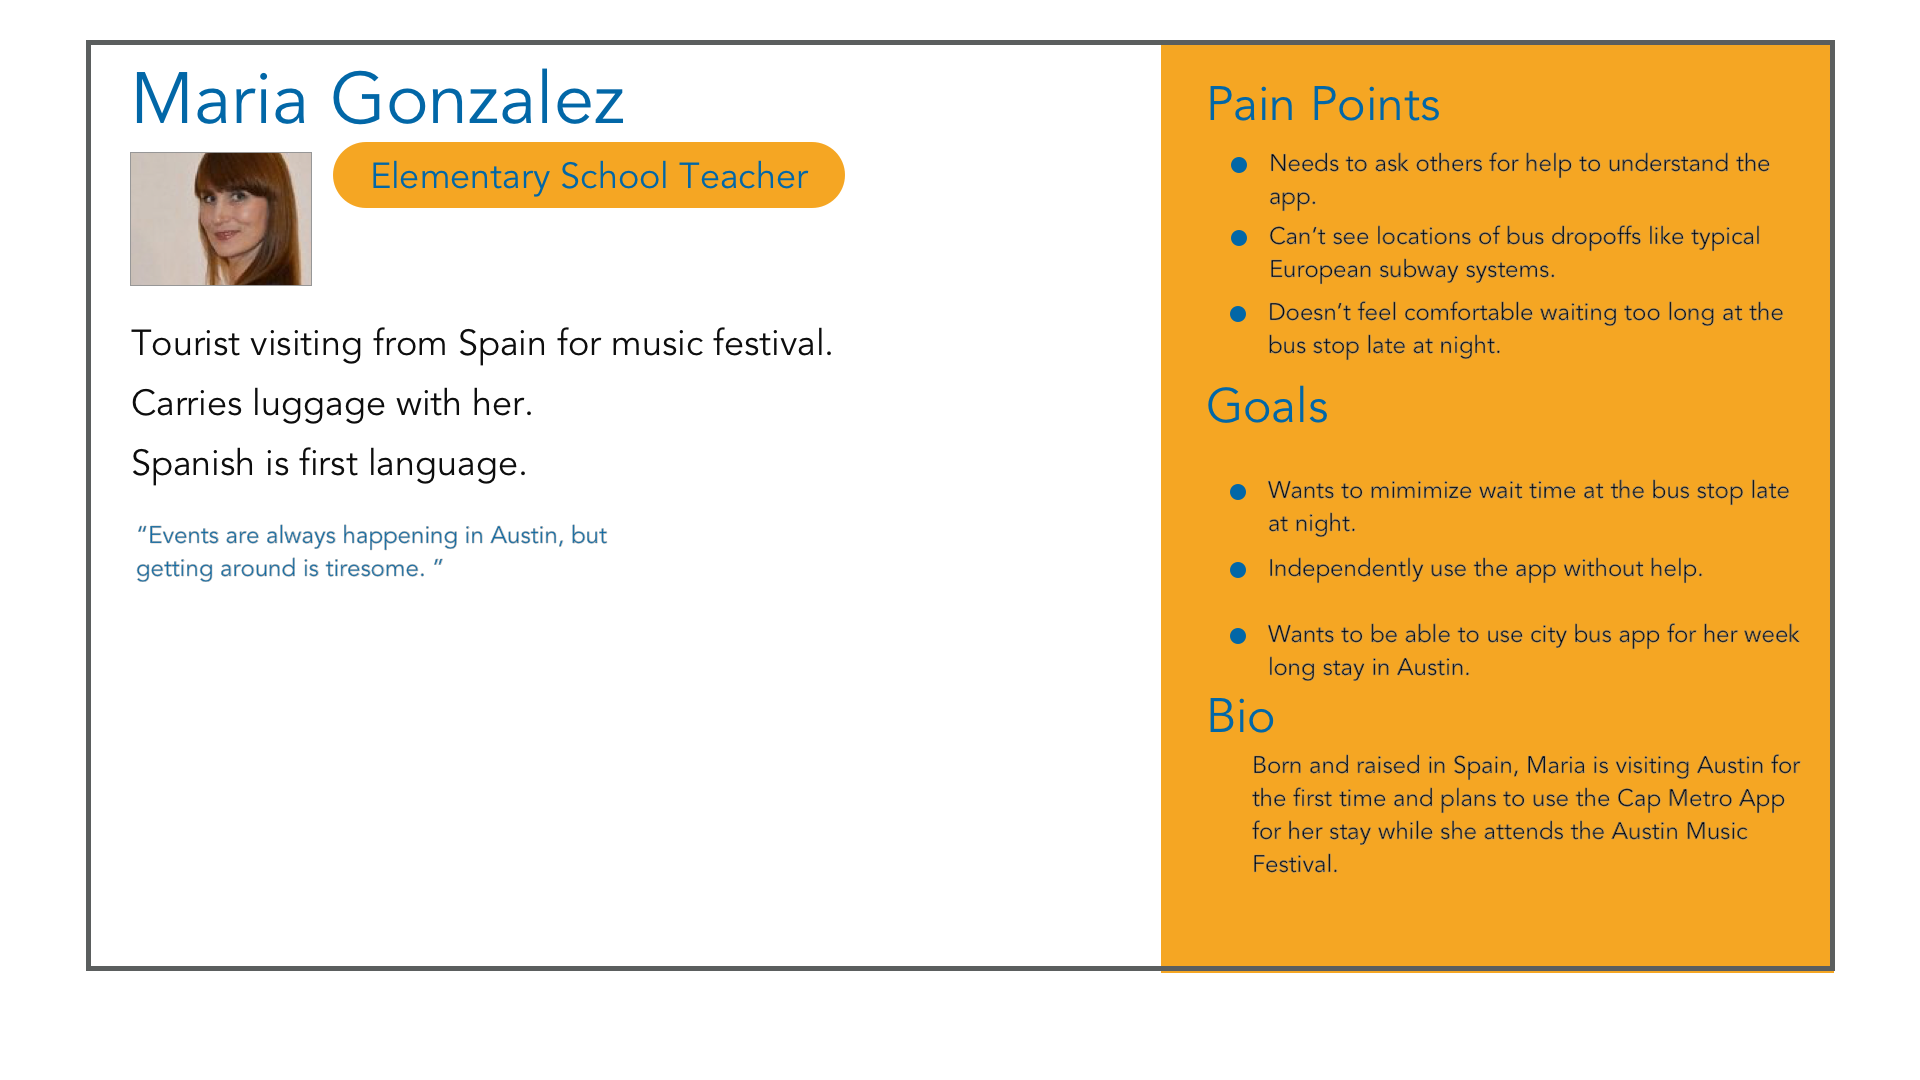 Maria Gonzalez
Elementary School Teacher
Tourist visiting from Spain for music festival.
Carries luggage with her.
Spanish is first language.
“Events are always happening in Austin, but
getting around is tiresome. ”
Pain Points
Needs to ask others for help to understand the
app.
Can’t see locations of bus dropoffs like typical
European subway systems.
Doesn’t feel comfortable waiting too long at the
bus stop late at night.
Goals
Wants to mimimize wait time at the bus stop late
at night.
Independently use the app without help.
Wants to be able to use city bus app for her week
long stay in Austin.
Bio
Born and raised in Spain, Maria is visiting Austin for
the first time and plans to use the Cap Metro App
for her stay while she attends the Austin Music
Festival.